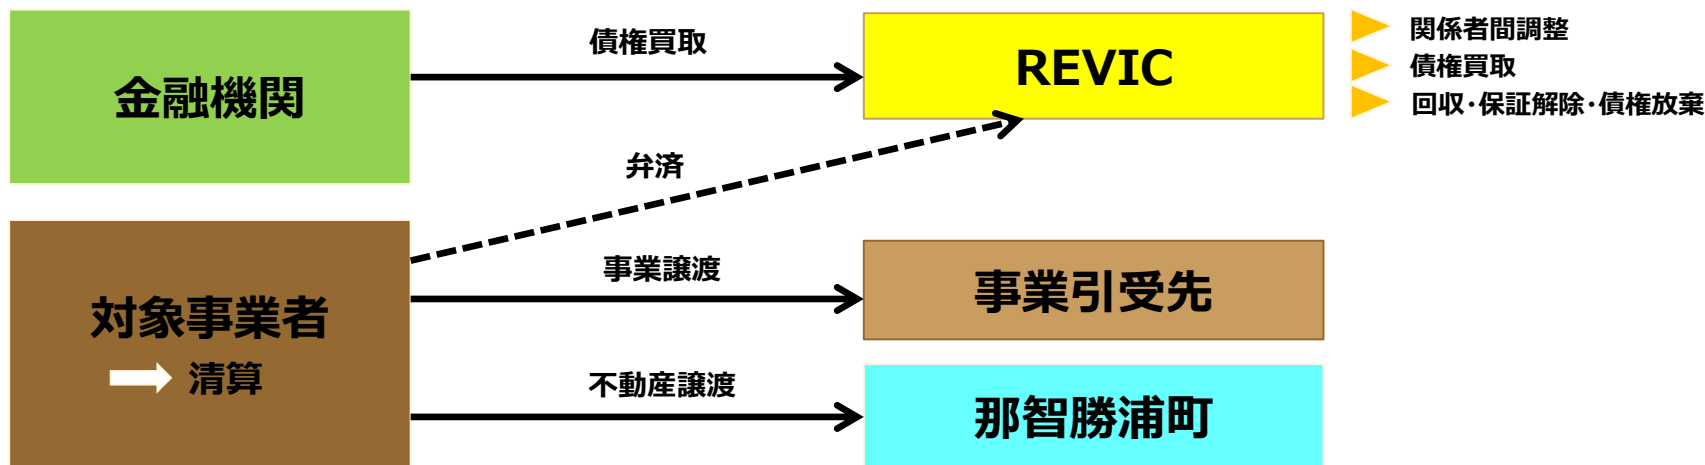 金融機関
債権買取
REVIC
関係者間調整
債権買取
回収・保証解除・債権放棄
弁済
対象事業者
清算
事業譲渡
事業引受先
不動産譲渡
那智勝浦町